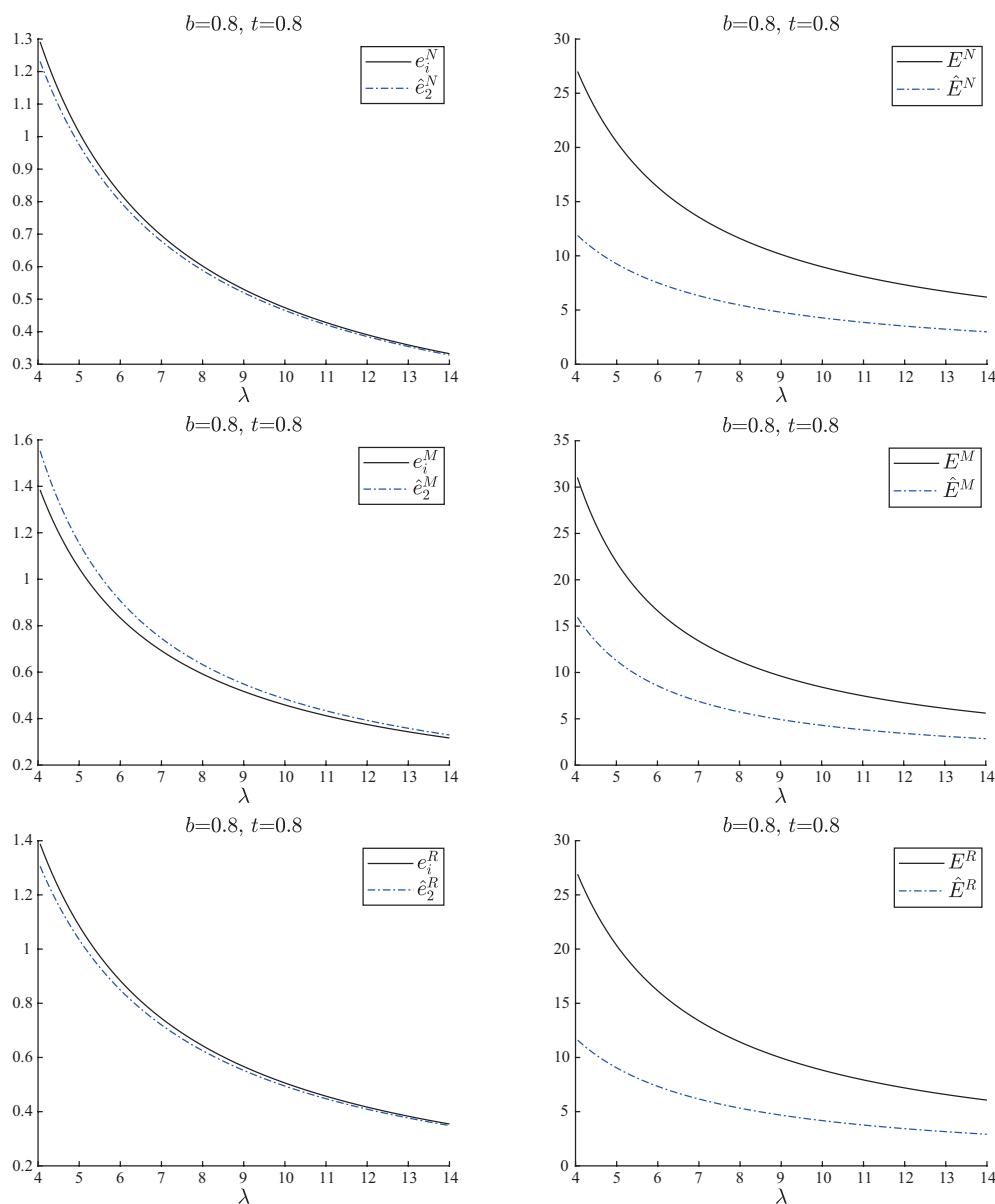 b=0.8, t=0.8
1.3
1.2
1.1
1
0.9
0.8
0.7
0.6
0.5
0.4
0.3
4 5 6 7 8 9 10 11 12 13 14
λ
e_i^N
ê_2^N
b=0.8, t=0.8
30
25
20
15
10
5
0
4 5 6 7 8 9 10 11 12 13 14
λ
E^N
Ê^N
b=0.8, t=0.8
1.6
1.4
1.2
1
0.8
0.6
0.4
0.2
4 5 6 7 8 9 10 11 12 13 14
λ
e_i^M
ê_2^M
b=0.8, t=0.8
35
30
25
20
15
10
5
0
4 5 6 7 8 9 10 11 12 13 14
λ
E^M
Ê^M
b=0.8, t=0.8
1.4
1.2
1
0.8
0.6
0.4
0.2
4 5 6 7 8 9 10 11 12 13 14
λ
e_i^R
ê_2^R
b=0.8, t=0.8
30
25
20
15
10
5
0
4 5 6 7 8 9 10 11 12 13 14
λ
E^R
Ê^R